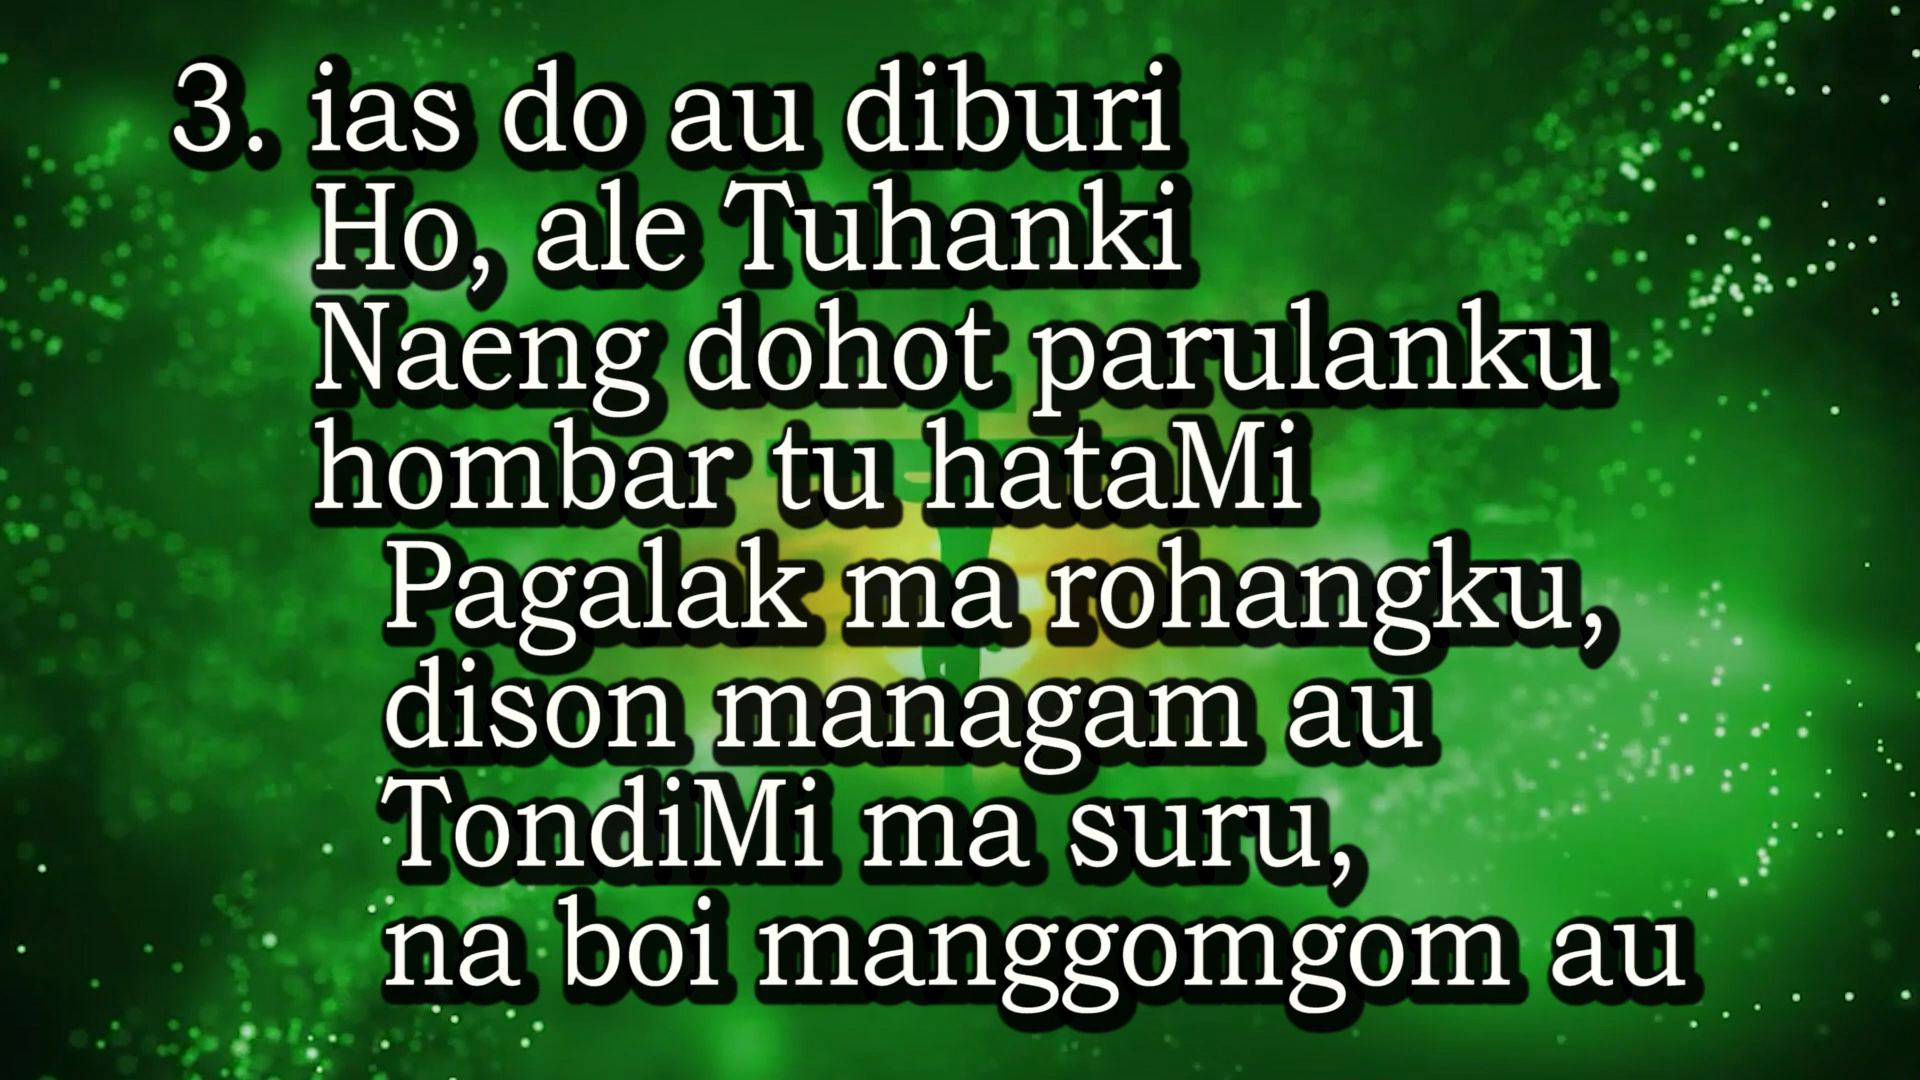 3. ias do au diburi
Ho, ale Tuhanki
Naeng dohot parulanku
hombar tu hataMi
Pagalak ma rohangku,
dison managam au
TondiMi ma suru,
na boi manggomgom au